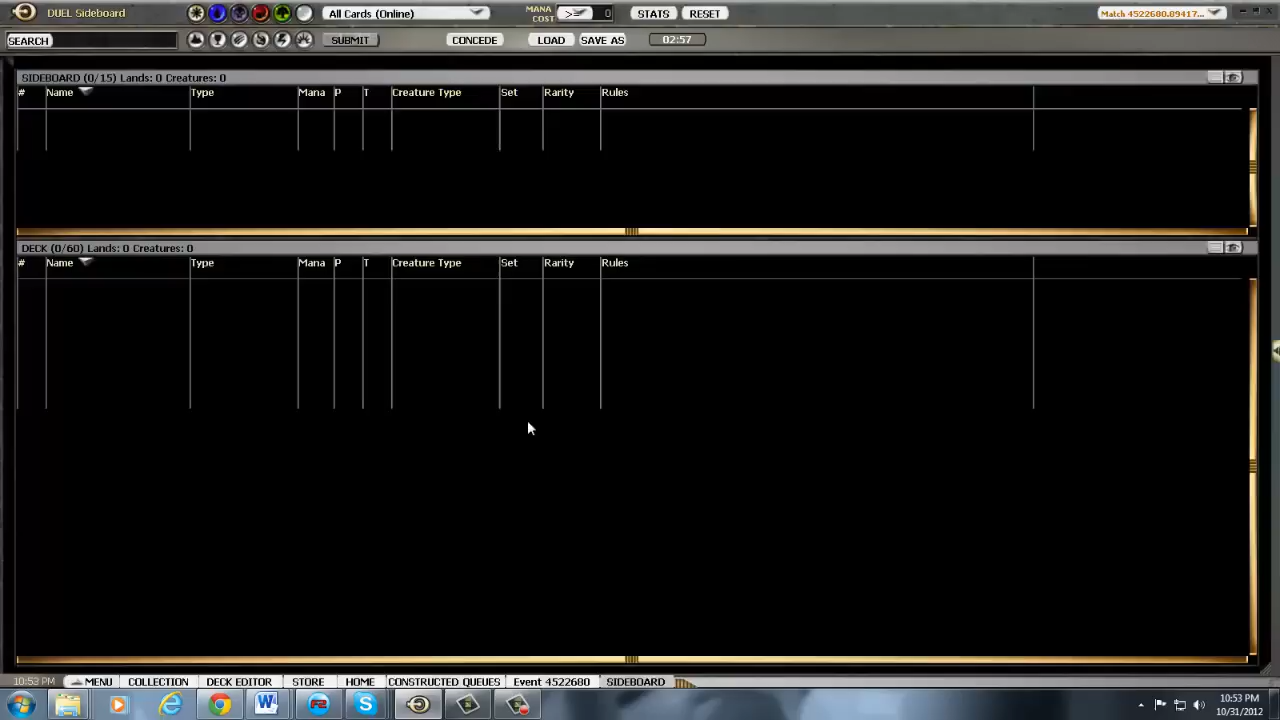 DUEL Sideboard All Cards (Online) MANA COST >= 0 STATS RESET Match 4522680.09417...
SEARCH SUBMIT CONCEDE LOAD SAVE AS 02:57
SIDEBOARD (0/15) Lands: 0 Creatures: 0
# Name Type Mana P T Creature Type Set Rarity Rules
DECK (0/60) Lands: 0 Creatures: 0
# Name Type Mana P T Creature Type Set Rarity Rules
10:53 PM MENU COLLECTION DECK EDITOR STORE HOME CONSTRUCTED QUEUES Event 4522680 SIDEBOARD
10:53 PM
10/31/2012